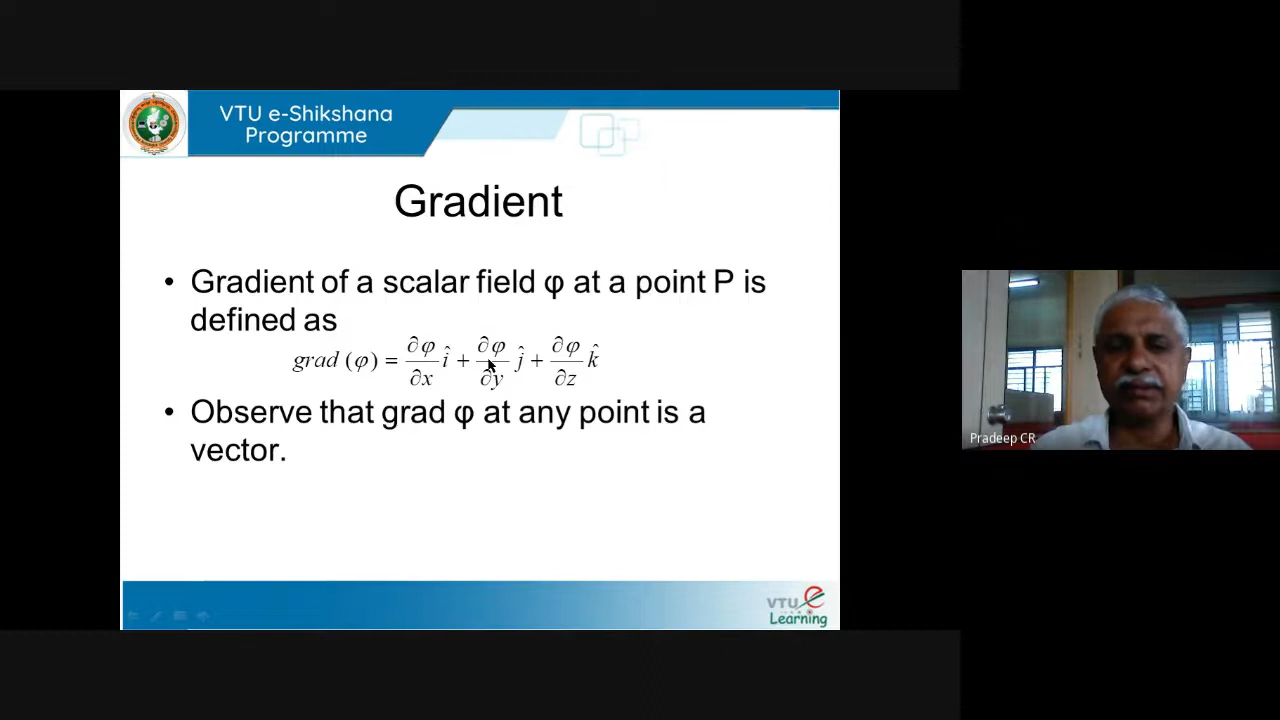 VTU e-Shikshana
Programme
Gradient
• Gradient of a scalar field φ at a point P is
defined as
grad (φ) = ∂φ/∂x î + ∂φ/∂y ĵ + ∂φ/∂z k̂
• Observe that grad φ at any point is a
vector.
Pradeep CR
VTU e
Learning